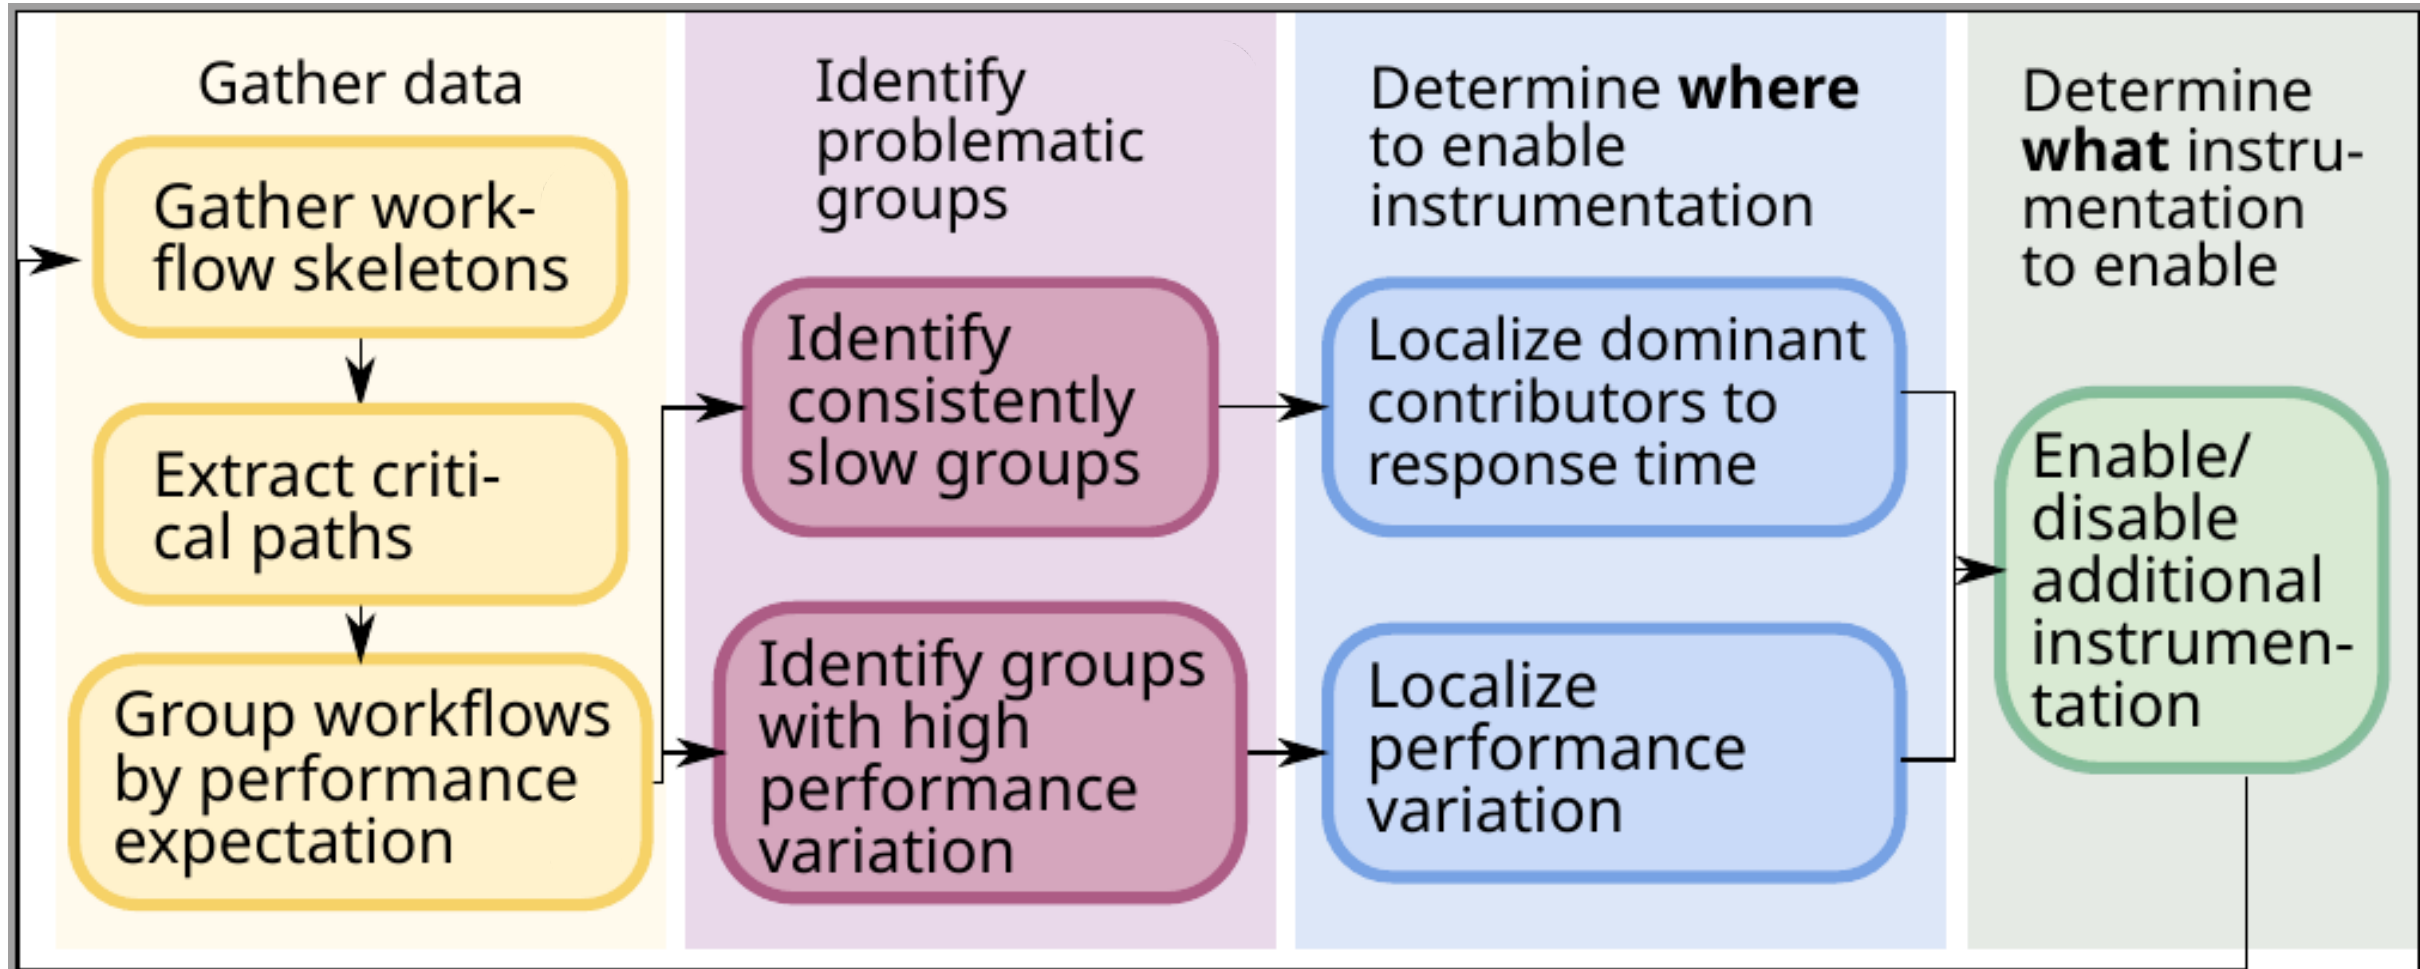 Gather data
Gather work-
flow skeletons
Extract criti-
cal paths
Group workflows
by performance
expectation
Identify
problematic
groups
Identify
consistently
slow groups
Identify groups
with high
performance
variation
Determine where
to enable
instrumentation
Localize dominant
contributors to
response time
Localize
performance
variation
Determine
what instru-
mentation
to enable
Enable/
disable
additional
instrumen-
tation